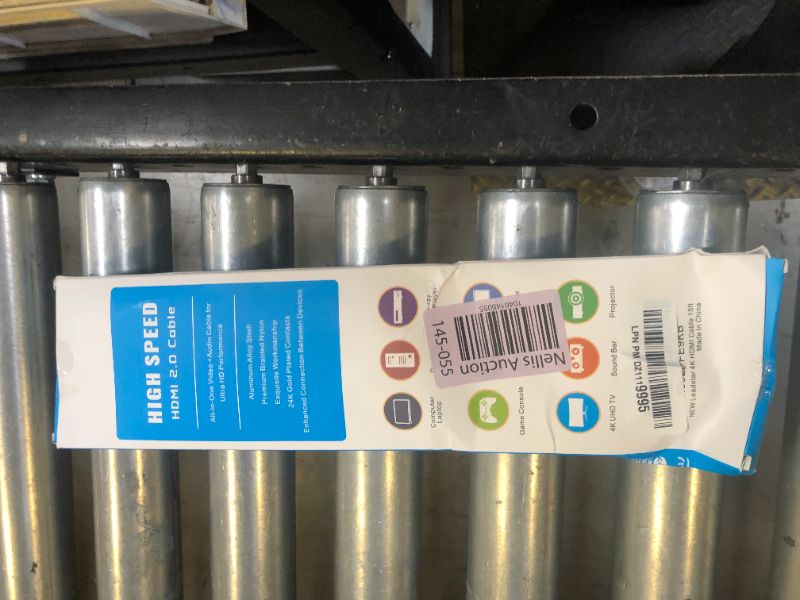 HIGH SPEED
HDMI 2.0 Cable
All-in-One Video + Audio Cable for
Ultra HD Performance
Aluminum Alloy Shell
Premium Braided Nylon
Exquisite Workmanship
24K Gold Plated Contacts
Enhanced Connection Between Devices
Player
Computer
Laptop
Game Console
Projector
Sound Bar
4K UHD TV
1046145055
Nellis Auction
145-055
LPN PM D21119995
NEW Leadstar 4K HDMI Cable 15ft
Made in China